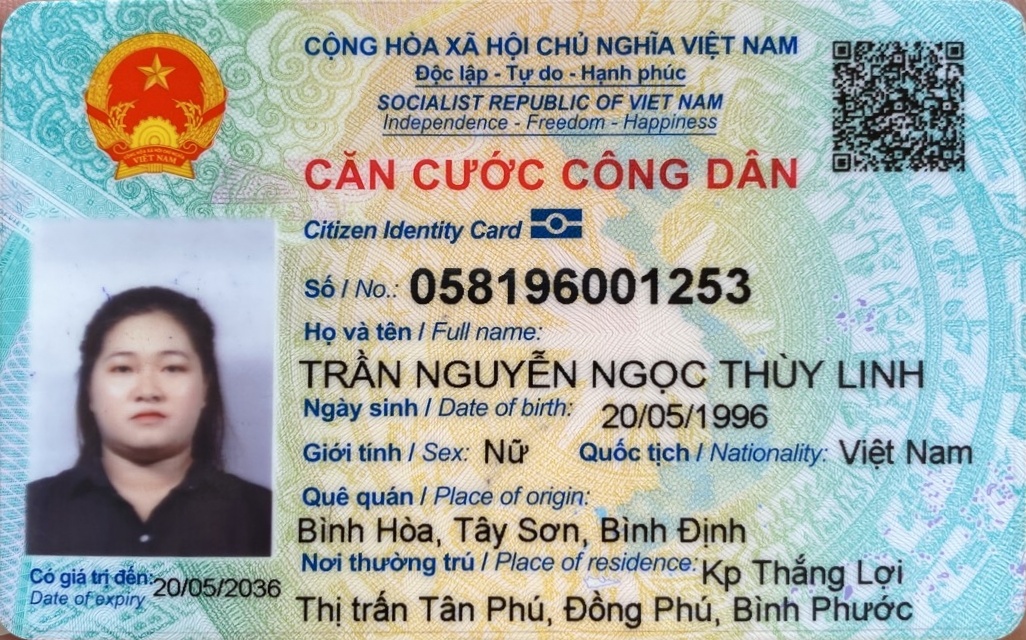 CỘNG HÒA XÃ HỘI CHỦ NGHĨA VIỆT NAM
Độc lập - Tự do - Hạnh phúc
SOCIALIST REPUBLIC OF VIET NAM
Independence - Freedom - Happiness
VIỆT NAM
CĂN CƯỚC CÔNG DÂN
Citizen Identity Card
Số / No.: 058196001253
Họ và tên / Full name:
TRẦN NGUYỄN NGỌC THÙY LINH
Ngày sinh / Date of birth: 20/05/1996
Giới tính / Sex: Nữ Quốc tịch / Nationality: Việt Nam
Quê quán / Place of origin:
Bình Hòa, Tây Sơn, Bình Định
Nơi thường trú / Place of residence: Kp Thắng Lợi
Thị trấn Tân Phú, Đồng Phú, Bình Phước
Có giá trị đến: 20/05/2036
Date of expiry